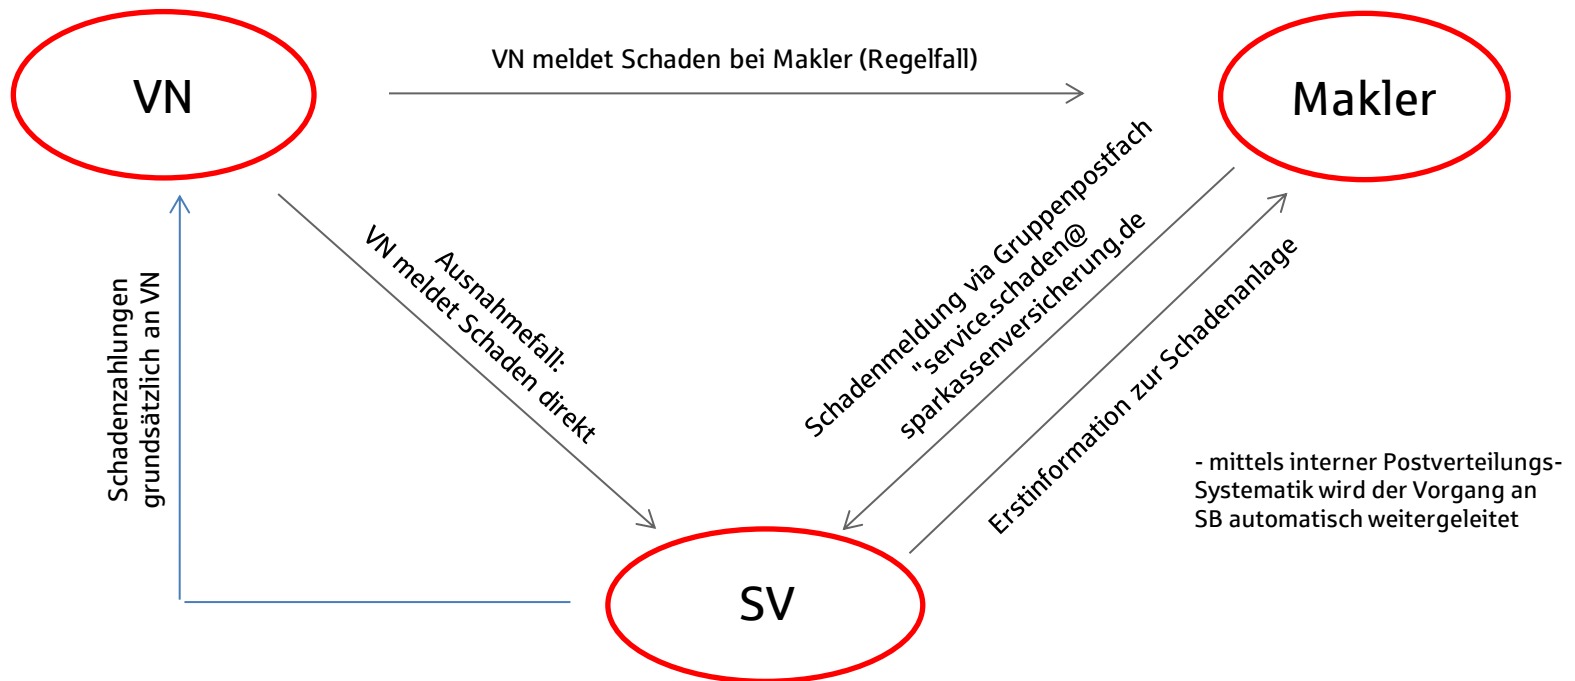 VN meldet Schaden bei Makler (Regelfall)
VN
Makler
Schadenmeldung via Gruppenpostfach
"service.schaden@
sparkassenversicherung.de
Ausnahmefall:
VN meldet Schaden direkt
Schadenzahlungen
grundsätzlich an VN
Erstinformation zur Schadenanlage
- mittels interner Postverteilungs-
Systematik wird der Vorgang an
SB automatisch weitergeleitet
SV